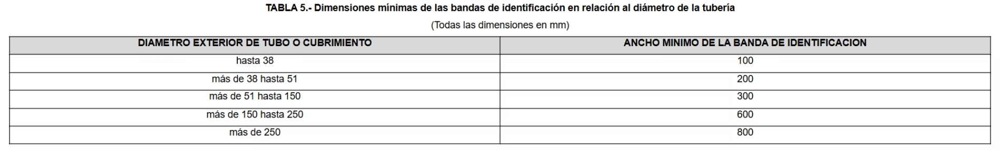 TABLA 5.- Dimensiones mínimas de las bandas de identificación en relación al diámetro de la tubería
(Todas las dimensiones en mm)
DIAMETRO EXTERIOR DE TUBO O CUBRIMIENTO ANCHO MINIMO DE LA BANDA DE IDENTIFICACION
hasta 38 100
más de 38 hasta 51 200
más de 51 hasta 150 300
más de 150 hasta 250 600
más de 250 800